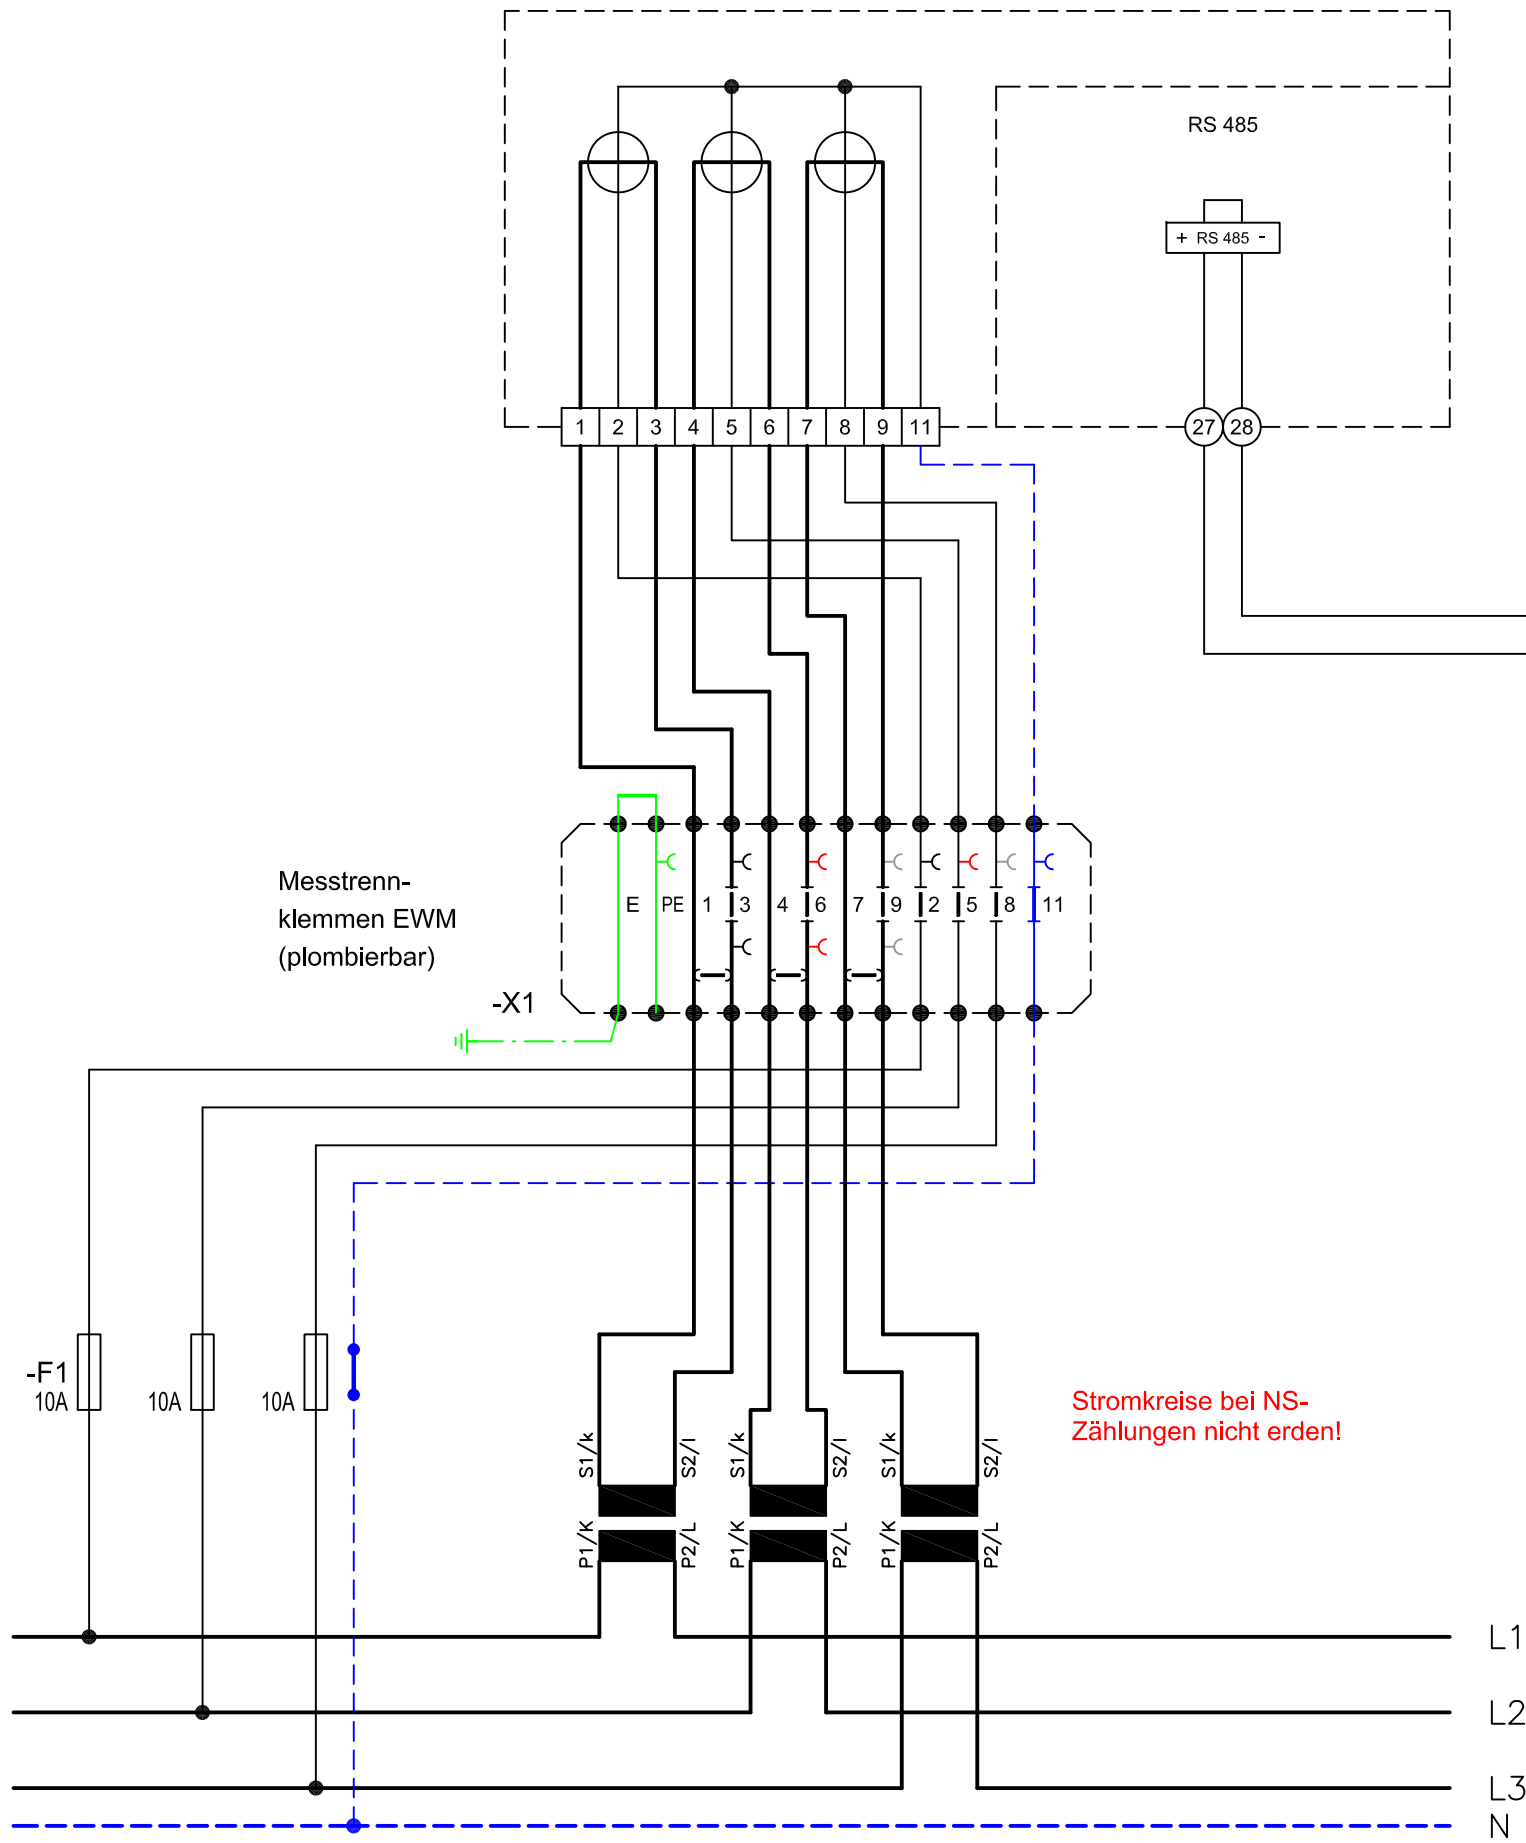 RS 485
+ RS 485 -
1 2 3 4 5 6 7 8 9 11
27 28
Messtrenn-
klemmen EWM
(plombierbar)
E PE 1 3 4 6 7 9 2 5 8 11
-X1
-F1
10A
10A
10A
Stromkreise bei NS-
Zählungen nicht erden!
S1/k
S2/l
S1/k
S2/l
S1/k
S2/l
P1/K
P2/L
P1/K
P2/L
P1/K
P2/L
L1
L2
L3
N